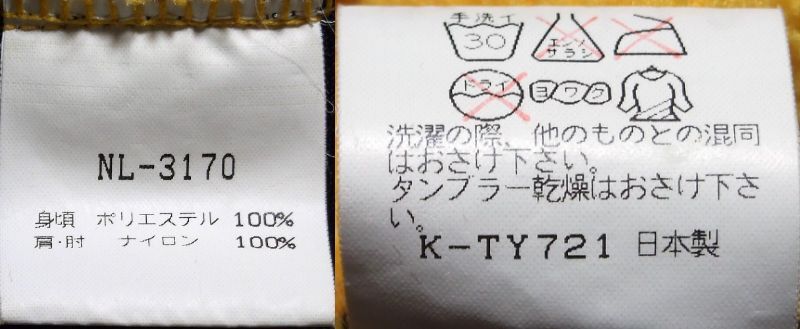 NL-3170
身頃 ポリエステル 100%
肩・肘 ナイロン 100%
手洗イ
30
エンソ
サラシ
ドライ
ヨワク
洗濯の際、他のものとの混同
はおさけ下さい。
タンブラー乾燥はおさけ下さ
い。
K-TY721 日本製